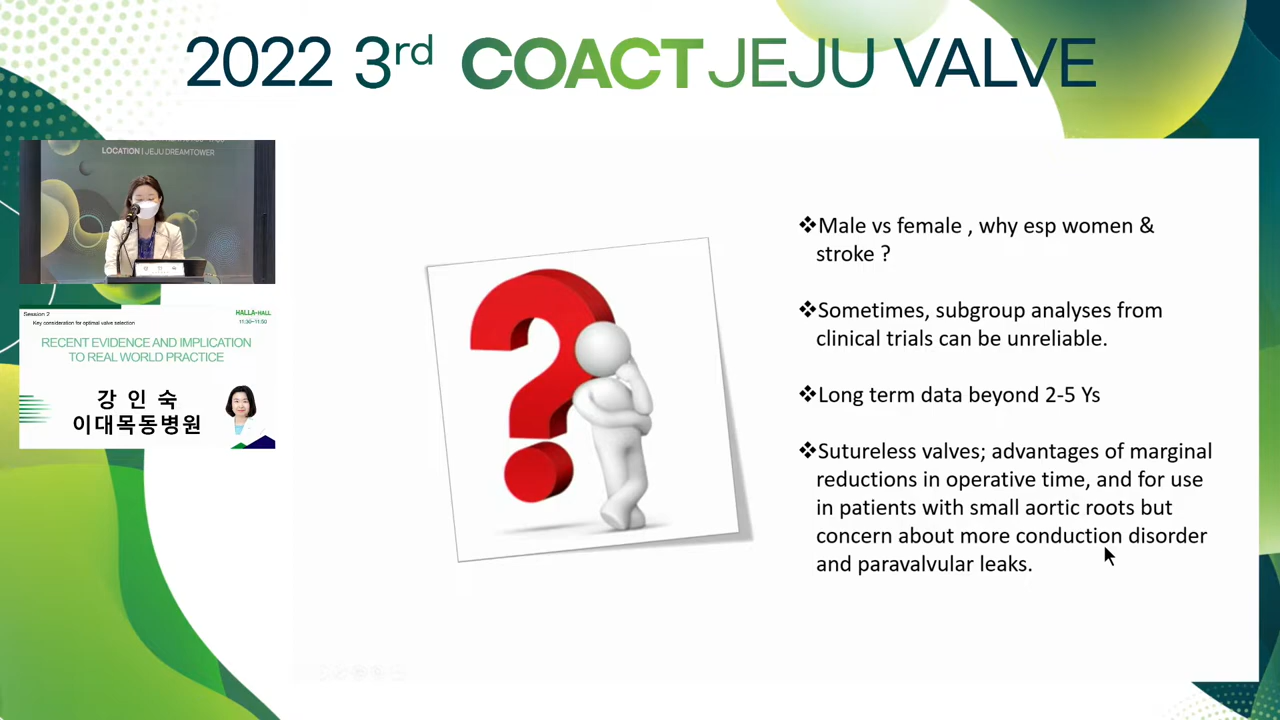 2022 3rd COACT JEJU VALVE
LOCATION | JEJU DREAMTOWER
강 인 숙
Session 2
Key consideration for optimal valve selection
HALLA-HALL
11:30~11:50
RECENT EVIDENCE AND IMPLICATION
TO REAL WORLD PRACTICE
강 인 숙
이대목동병원
❖Male vs female , why esp women &
stroke ?
❖Sometimes, subgroup analyses from
clinical trials can be unreliable.
❖Long term data beyond 2-5 Ys
❖Sutureless valves; advantages of marginal
reductions in operative time, and for use
in patients with small aortic roots but
concern about more conduction disorder
and paravalvular leaks.